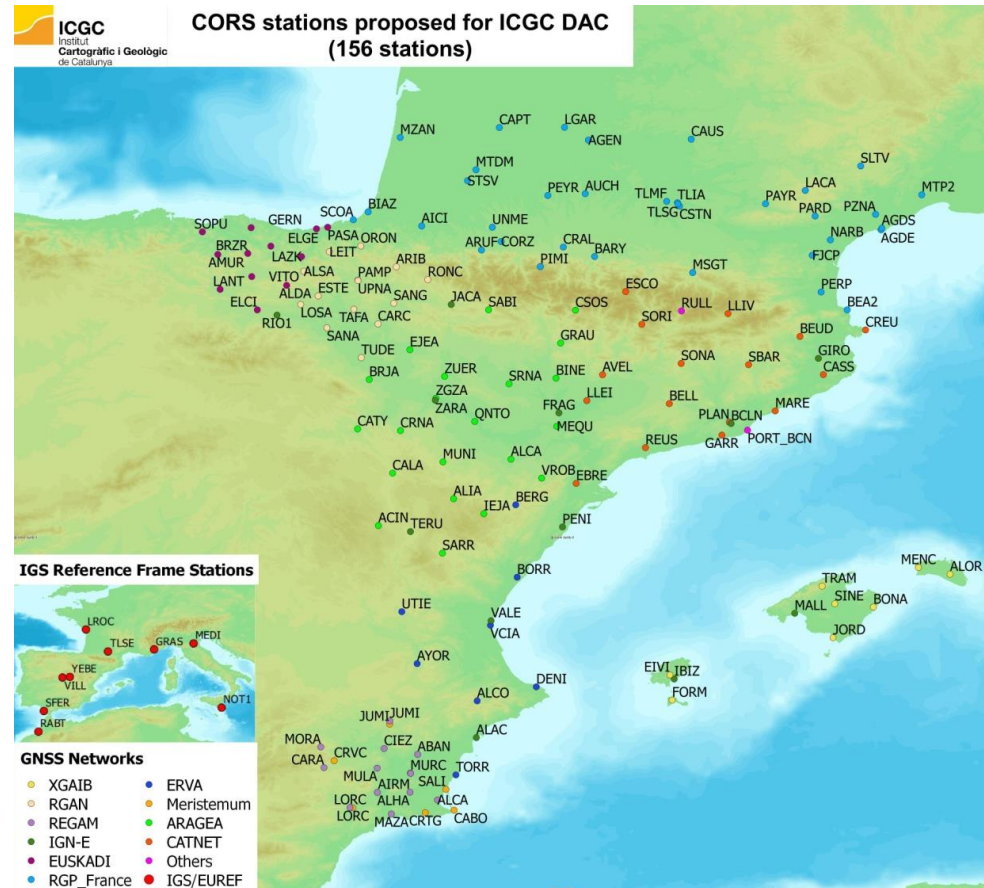 ICGC
Institut
Cartogràfic i Geològic
de Catalunya
CORS stations proposed for ICGC DAC
(156 stations)
CAPT
LGAR
MZAN
AGEN
CAUS
SLTV
MTDM
STSV
PEYR
AUCH
TLMF
TLIA
LACA
MTP2
PAYR
TLSG
CSTN
PARD
PZNA
AGDS
AGDE
SOPU
GERN
SCOA
BIAZ
AICI
UNME
NARB
ELGE
PASA
ORON
BRZR
LEIT
ARUF
CORZ
CRAL
BARY
FJCP
AMUR
LAZK
ARIB
PIMI
MSGT
LANT
VITO
ALSA
PAMP
RONC
ESTE
UPNA
ESCO
PERP
ALDA
SANG
JACA
SABI
CSOS
RULL
LLIV
BEA2
ELCI
LOSA
TAFA
CARC
SORI
CREU
RIO1
SANA
GRAU
BEUD
TUDE
EJEA
GIRO
SONA
SBAR
BRJA
ZUER
SRNA
BINE
AVEL
CASS
ZGZA
ZARA
LLEI
BELL
FRAG
MARE
QNTO
PLAN
BCLN
CATY
CRNA
MEQU
PORT_BCN
REUS
GARR
MUNI
ALCA
CALA
VROB
EBRE
ALIA
IEJA
BERG
ACIN
TERU
PENI
SARR
IGS Reference Frame Stations
BORR
MENC
ALOR
TRAM
UTIE
MALL
SINE
BONA
LROC
VALE
VCIA
JORD
TLSE
GRAS
MEDI
AYOR
EIVI
IBIZ
YEBE
VILL
DENI
FORM
ALCO
SFER
NOT1
JUMI
JUMI
RABT
ALAC
MORA
CIEZ
CRVC
ABAN
GNSS Networks
CARA
MURC
TORR
MULA
SALI
XGAIB
ERVA
AIRM
RGAN
Meristemum
LORC
ALHA
ALCA
REGAM
ARAGEA
LORC
MAZA
CRTG
CABO
IGN-E
CATNET
EUSKADI
Others
RGP_France
IGS/EUREF